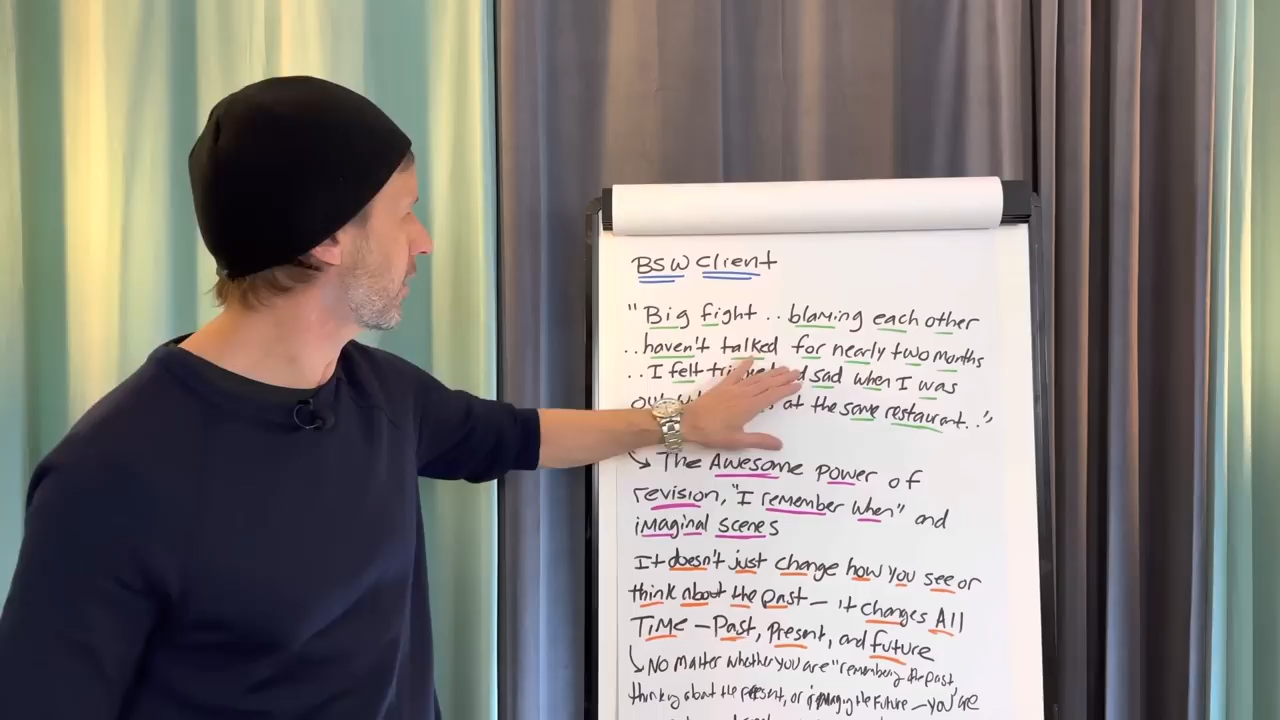 BSW Client
"Big fight .. blaming each other
.. haven't talked for nearly two months
.. I felt sad when I was
at the same restaurant.."
↳ The Awesome power of
revision, "I remember when" and
imaginal scenes
It doesn't just change how you see or
think about the past – it changes All
Time – Past, Present, and future
↳ No matter whether you are "remembering the past,
thinking about the present, or imaging the future – you're